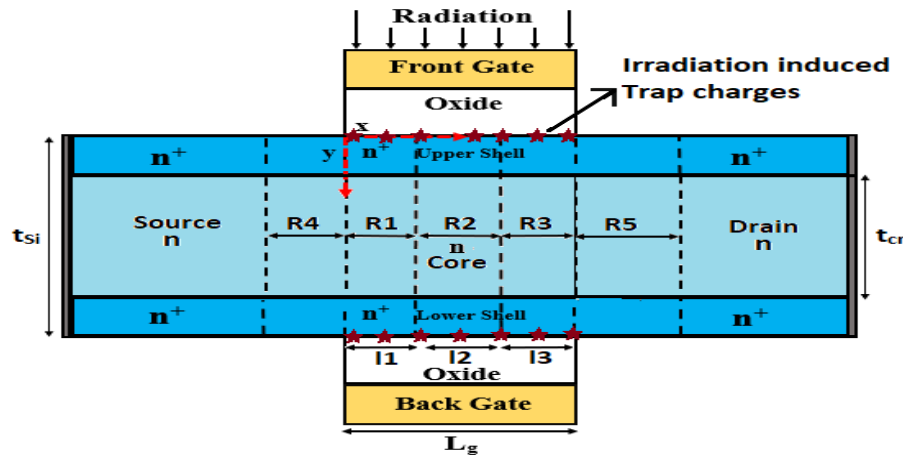 Radiation
Front Gate
Irradiation induced
Trap charges
Oxide
x
n+ y n+ Upper Shell n+
Source
n
R4 R1 R2 R3 R5
Drain
n
n
Core
tSi
tcr
n+ n+ Lower Shell n+
l1 l2 l3
Oxide
Back Gate
Lg